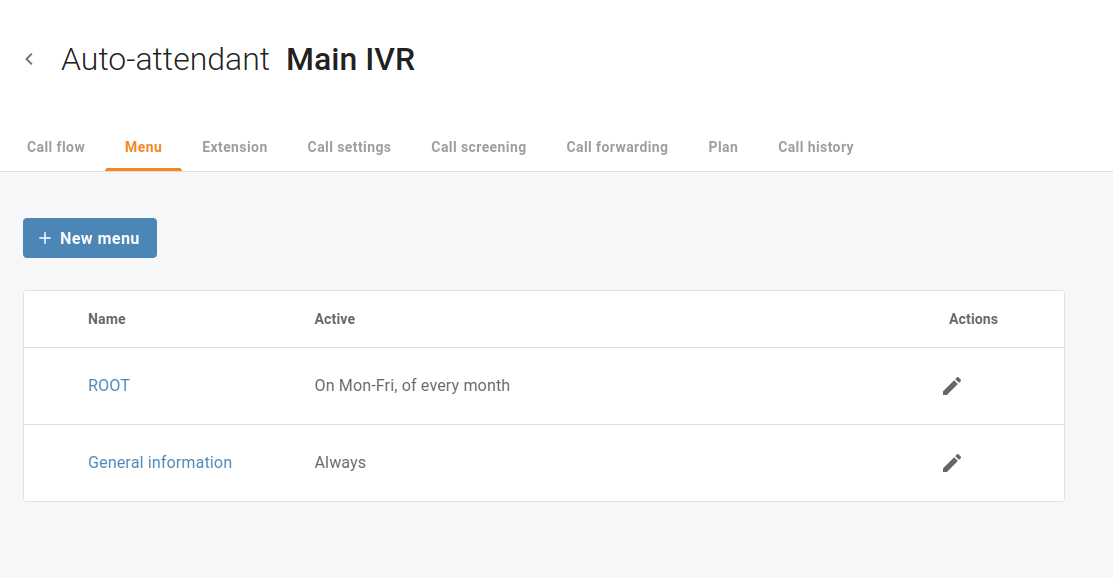 Auto-attendant Main IVR
Call flow Menu Extension Call settings Call screening Call forwarding Plan Call history
+ New menu
Name Active Actions
ROOT On Mon-Fri, of every month
General information Always